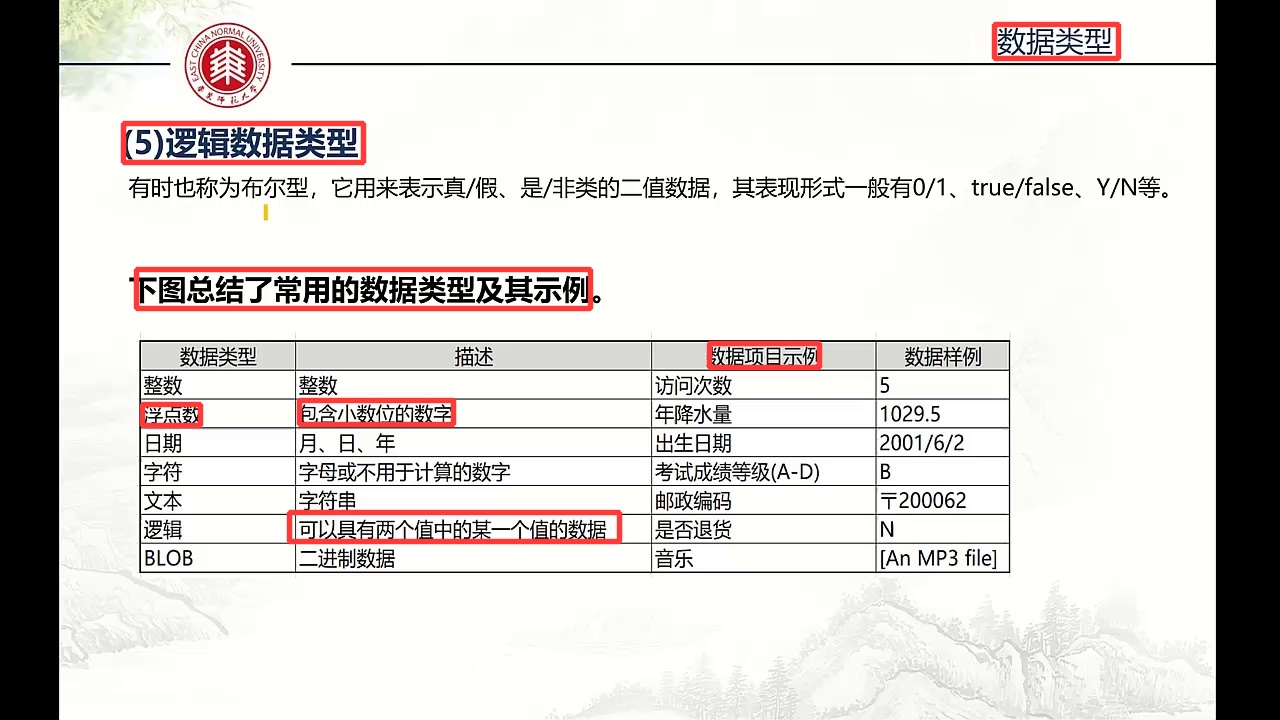 EAST CHINA NORMAL UNIVERSITY
华东师范大学
数据类型
(5)逻辑数据类型
有时也称为布尔型，它用来表示真/假、是/非类的二值数据，其表现形式一般有0/1、true/false、Y/N等。
下图总结了常用的数据类型及其示例。
数据类型 描述 数据项目示例 数据样例
整数 整数 访问次数 5
浮点数 包含小数位的数字 年降水量 1029.5
日期 月、日、年 出生日期 2001/6/2
字符 字母或不用于计算的数字 考试成绩等级(A-D) B
文本 字符串 邮政编码 〒200062
逻辑 可以具有两个值中的某一个值的数据 是否退货 N
BLOB 二进制数据 音乐 [An MP3 file]